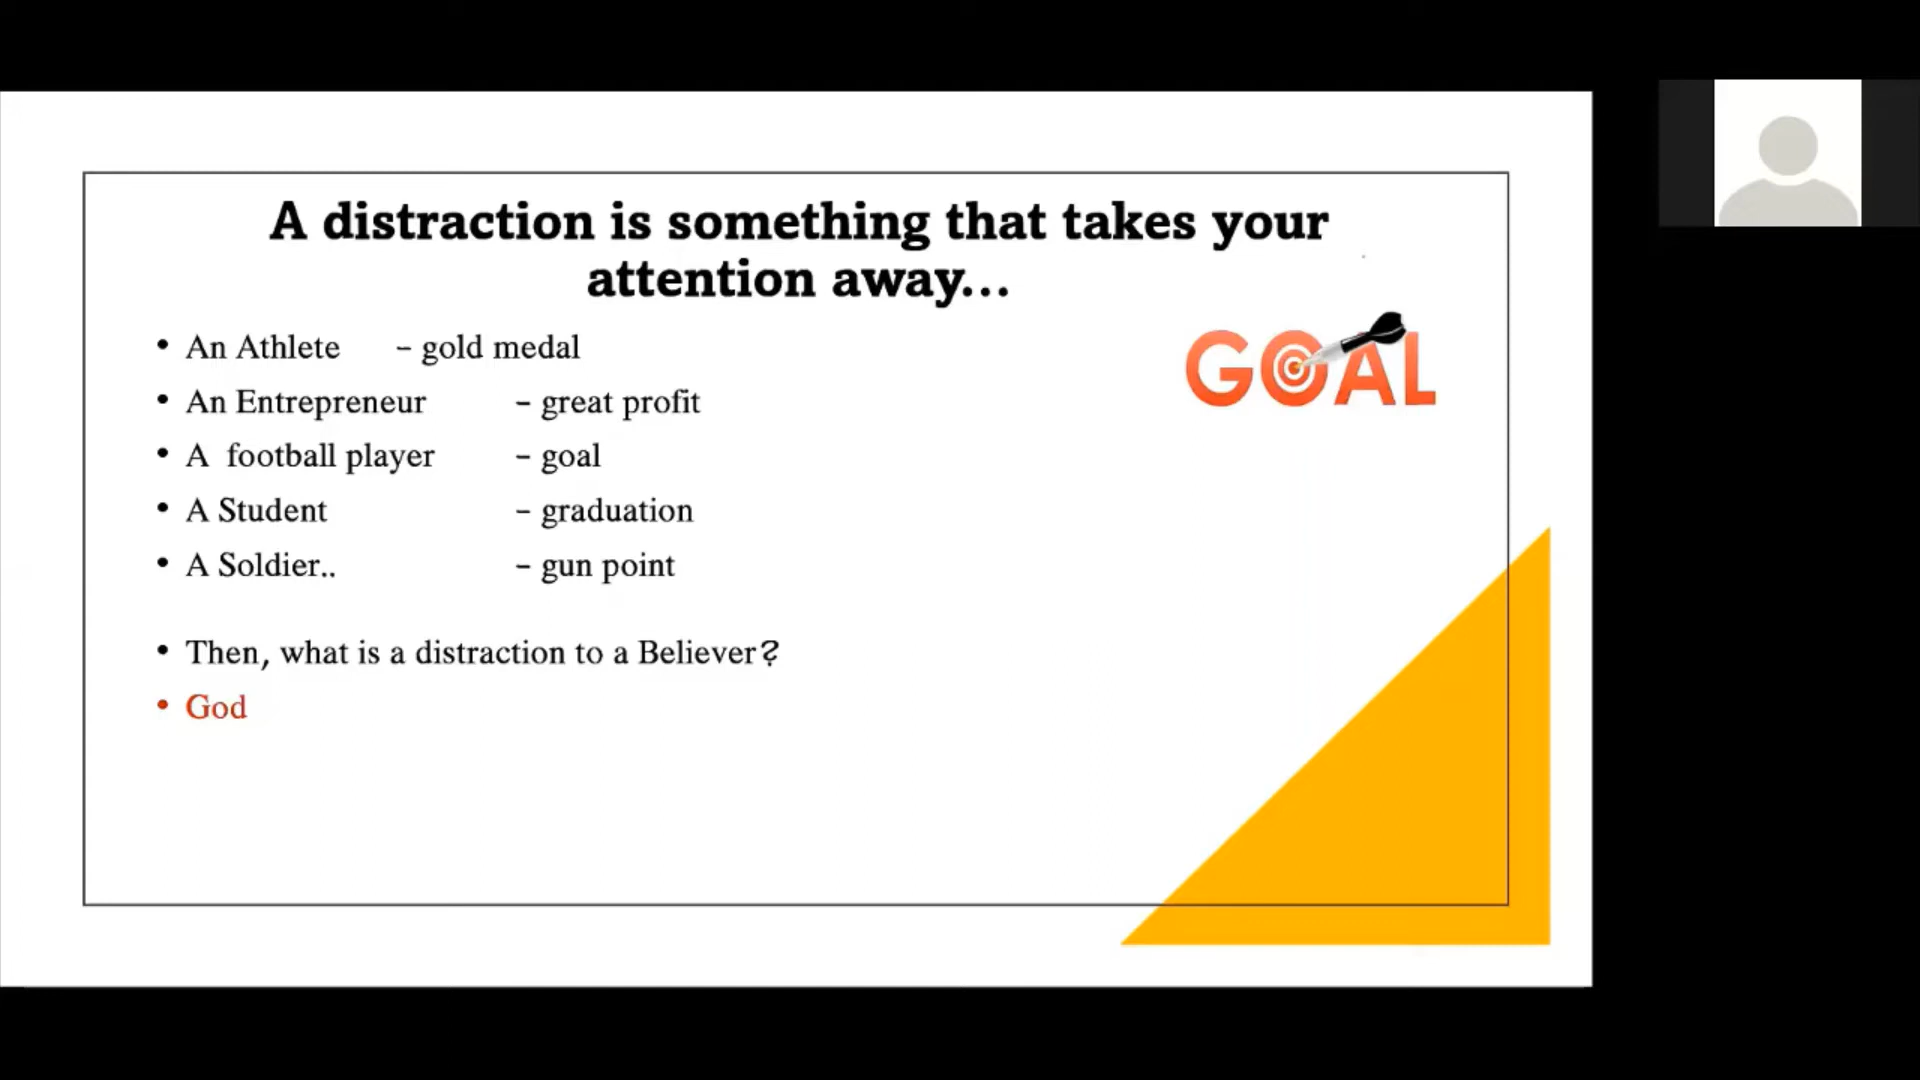 A distraction is something that takes your
attention away...
• An Athlete – gold medal
• An Entrepreneur – great profit
• A football player – goal
• A Student – graduation
• A Soldier.. – gun point
• Then, what is a distraction to a Believer?
• God
GOAL